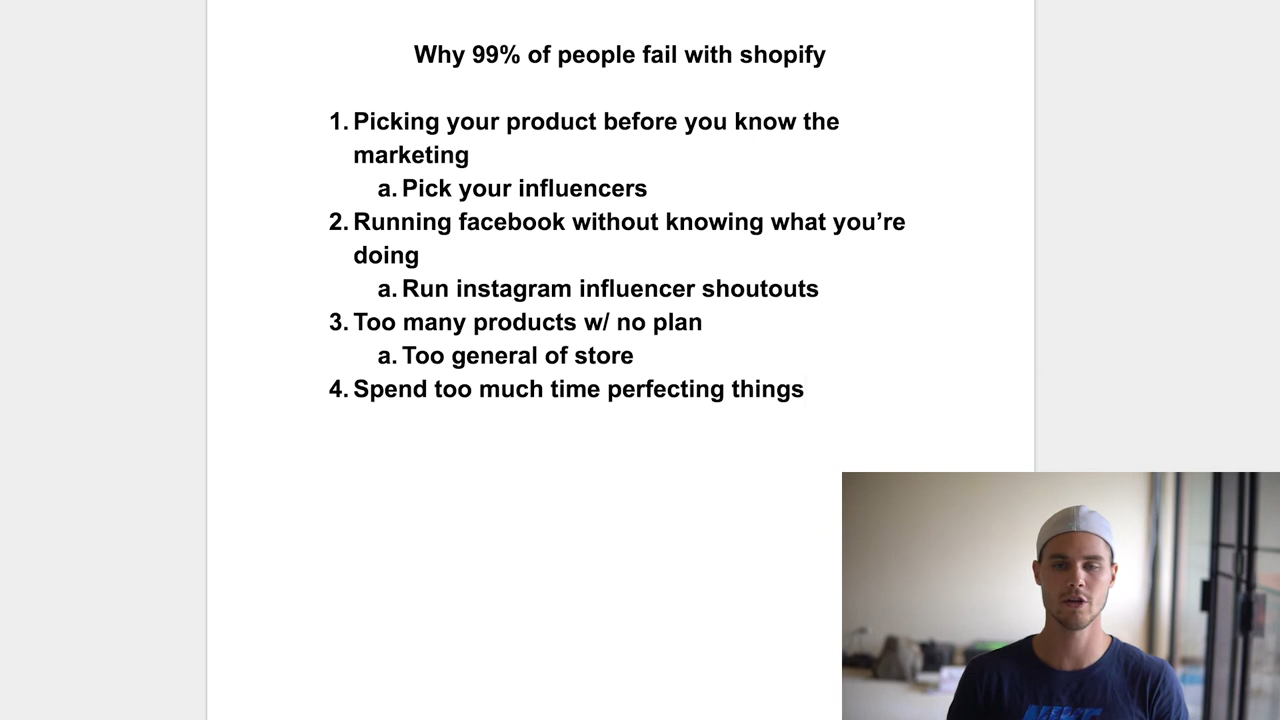 Why 99% of people fail with shopify
1. Picking your product before you know the
marketing
a. Pick your influencers
2. Running facebook without knowing what you’re
doing
a. Run instagram influencer shoutouts
3. Too many products w/ no plan
a. Too general of store
4. Spend too much time perfecting things
NIKE